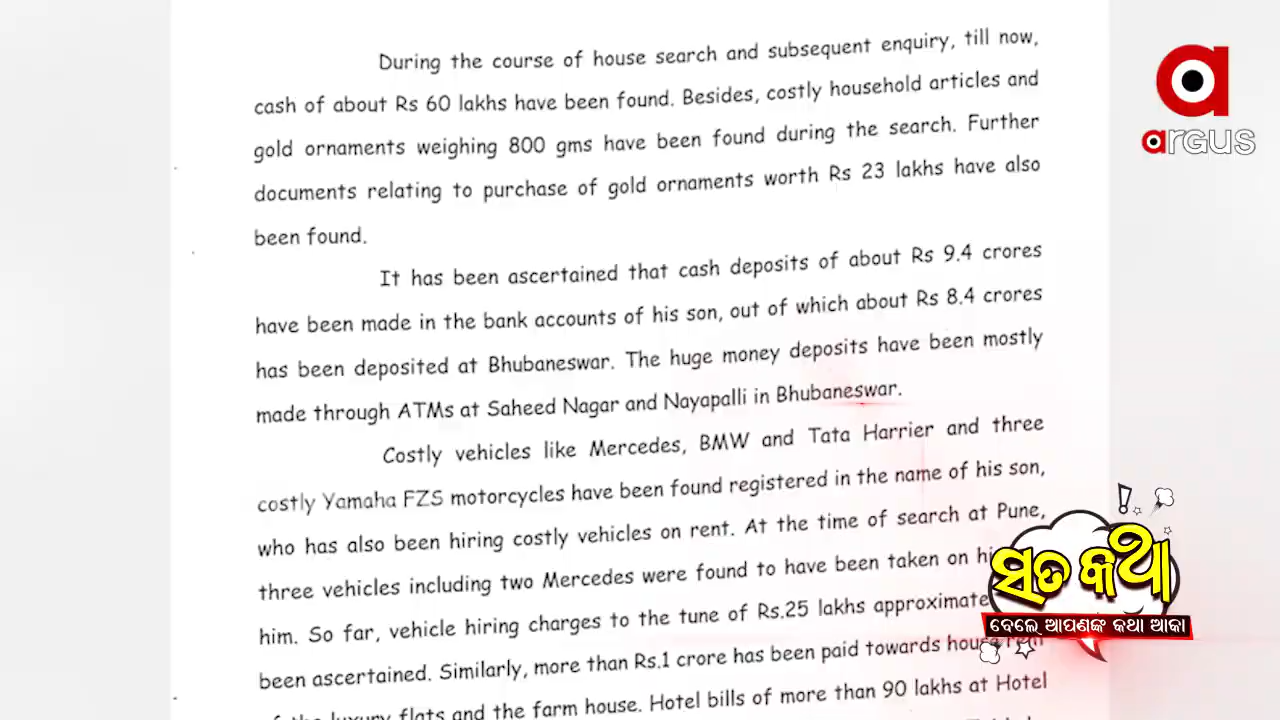 During the course of house search and subsequent enquiry, till now,
cash of about Rs 60 lakhs have been found. Besides, costly household articles and
gold ornaments weighing 800 gms have been found during the search. Further
documents relating to purchase of gold ornaments worth Rs 23 lakhs have also
been found.
It has been ascertained that cash deposits of about Rs 9.4 crores
have been made in the bank accounts of his son, out of which about Rs 8.4 crores
has been deposited at Bhubaneswar. The huge money deposits have been mostly
made through ATMs at Saheed Nagar and Nayapalli in Bhubaneswar.
Costly vehicles like Mercedes, BMW and Tata Harrier and three
costly Yamaha FZS motorcycles have been found registered in the name of his son,
who has also been hiring costly vehicles on rent. At the time of search at Pune,
three vehicles including two Mercedes were found to have been taken on
him. So far, vehicle hiring charges to the tune of Rs.25 lakhs
been ascertained. Similarly, more than Rs.1 crore has been paid towards house rent
of the luxury flats and the farm house. Hotel bills of more than 90 lakhs at Hotel
argus
ସତ କଥା
ବେଲେ ଆପଣଙ୍କ କଥା ଆକା